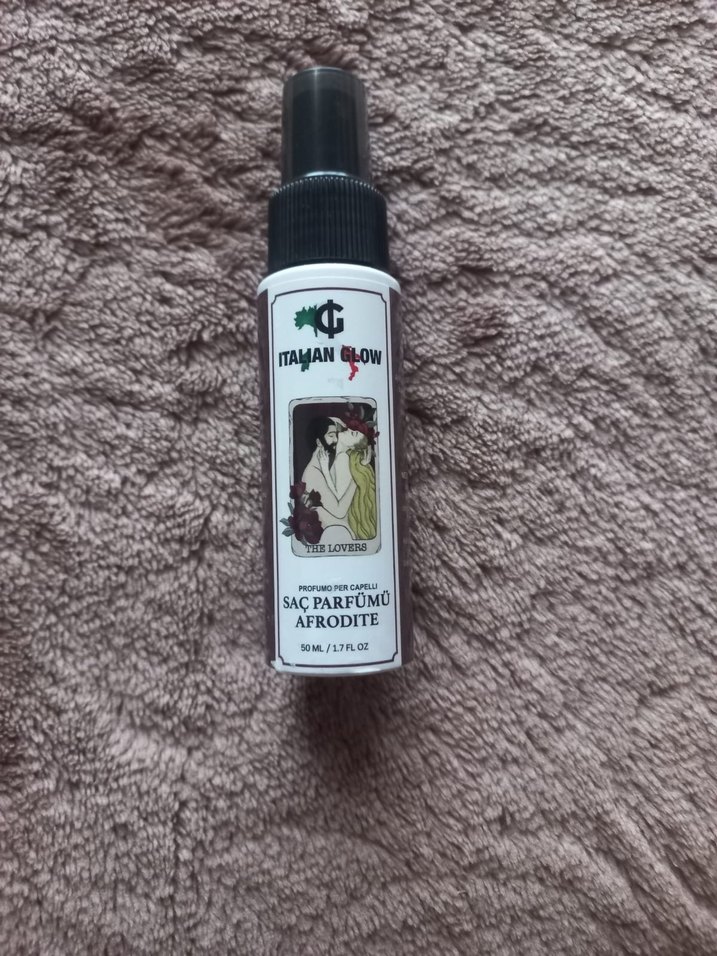 IG
ITALIAN GLOW
THE LOVERS
PROFUMO PER CAPELLI
SAÇ PARFÜMÜ
AFRODITE
50 ML / 1.7 FL OZ